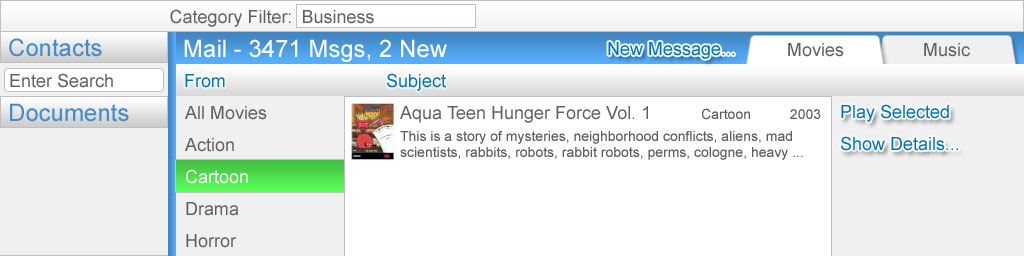 Category Filter: Business
Contacts
Mail - 3471 Msgs, 2 New
New Message...
Movies
Music
Enter Search
From
Subject
Documents
All Movies
Action
Cartoon
Drama
Horror
Aqua Teen Hunger Force Vol. 1
Cartoon
2003
This is a story of mysteries, neighborhood conflicts, aliens, mad
scientists, rabbits, robots, rabbit robots, perms, cologne, heavy ...
Play Selected
Show Details...